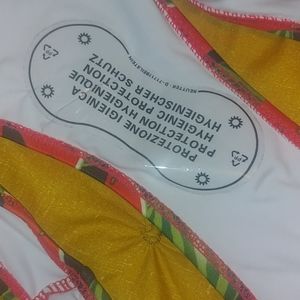 PROTEZIONE IGIENICA
PROTECTION HYGIENIQUE
HYGIENIC PROTECTION
HYGIENISCHER SCHUTZ